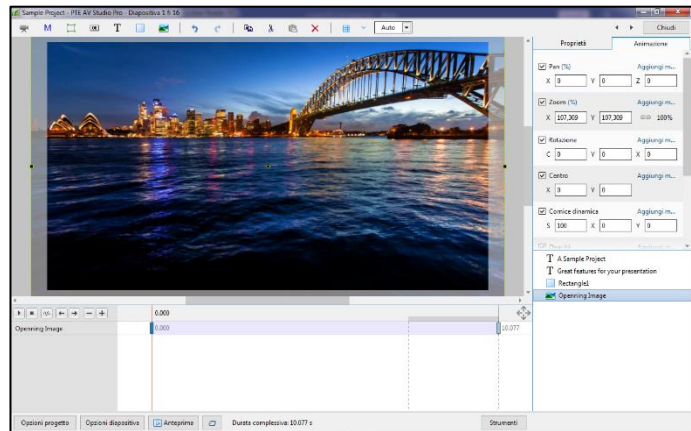 Sample Project - PTE AV Studio Pro - Diapositiva 1 di 16
M T Auto Chiudi
Proprietà Animazione
Pan (%) Aggiungi m...
X 0 Y 0 Z 0
Zoom (%) Aggiungi m...
X 107,309 Y 107,309 100%
Rotazione Aggiungi m...
C 0 Y 0 X 0
Centro Aggiungi m...
X 0 Y 0
Cornice dinamica Aggiungi m...
S 100 X 0 Y 0
T A Sample Project
T Great features for your presentation
Rectangle1
Openning Image
0.000
Openning Image 0.000 10.077
Opzioni progetto Opzioni diapositiva Anteprima Durata complessiva: 10.077 s Strumenti